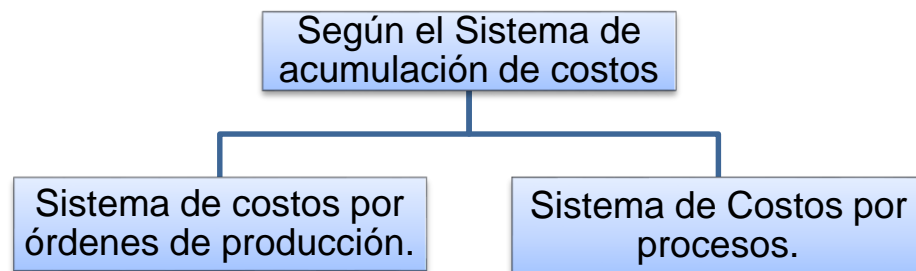 Según el Sistema de
acumulación de costos
Sistema de costos por
órdenes de producción.
Sistema de Costos por
procesos.